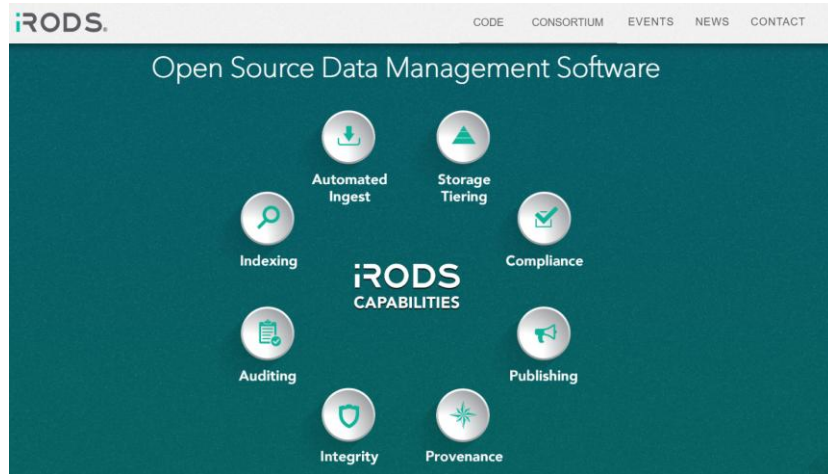 iRODS.
CODE CONSORTIUM EVENTS NEWS CONTACT
Open Source Data Management Software
Automated
Ingest
Storage
Tiering
Indexing
Compliance
iRODS
CAPABILITIES
Auditing
Publishing
Integrity
Provenance